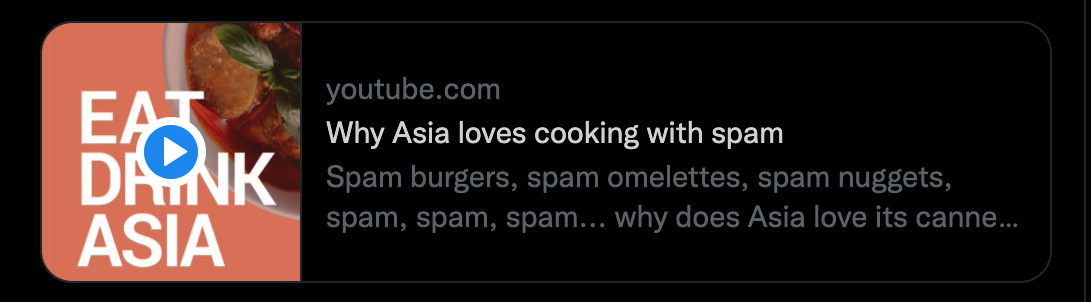 EAT
DRINK
ASIA
youtube.com
Why Asia loves cooking with spam
Spam burgers, spam omelettes, spam nuggets,
spam, spam, spam... why does Asia love its canne...